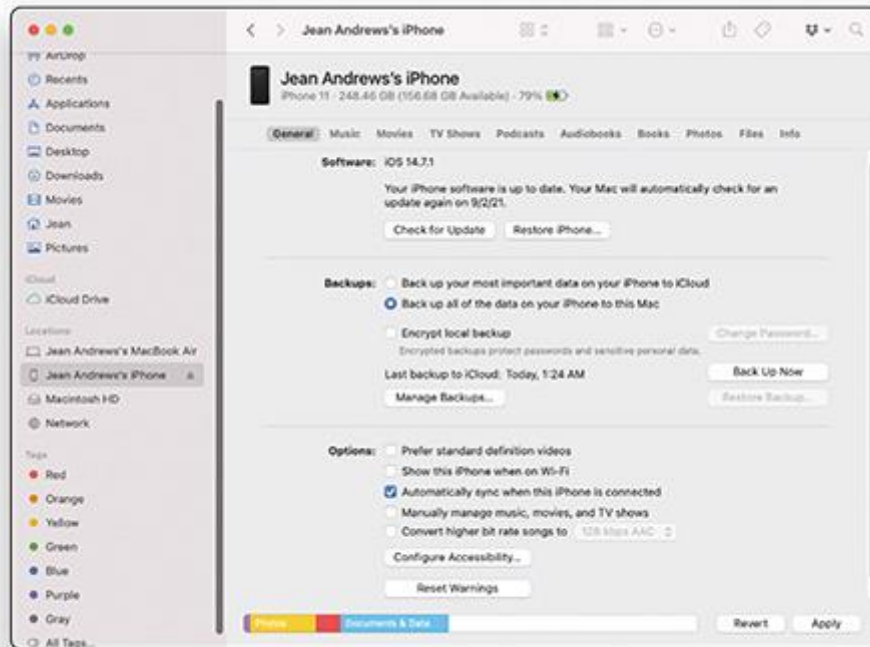 Jean Andrews's iPhone
AirDrop
Recents
Applications
Documents
Desktop
Downloads
Movies
Jean
Pictures
iCloud
iCloud Drive
Locations
Jean Andrews's MacBook Air
Jean Andrews's iPhone
Macintosh HD
Network
Tags
Red
Orange
Yellow
Green
Blue
Purple
Gray
All Tags...
Jean Andrews's iPhone
iPhone 11 · 248.46 GB (156.68 GB Available) · 79%
General Music Movies TV Shows Podcasts Audiobooks Books Photos Files Info
Software: iOS 14.7.1
Your iPhone software is up to date. Your Mac will automatically check for an
update again on 9/2/21.
Check for Update Restore iPhone...
Backups: Back up your most important data on your iPhone to iCloud
Back up all of the data on your iPhone to this Mac
Encrypt local backup Change Password...
Encrypted backups protect passwords and sensitive personal data.
Last backup to iCloud: Today, 1:24 AM Back Up Now
Manage Backups... Restore Backup...
Options: Prefer standard definition videos
Show this iPhone when on Wi-Fi
Automatically sync when this iPhone is connected
Manually manage music, movies, and TV shows
Convert higher bit rate songs to 128 kbps AAC
Configure Accessibility...
Reset Warnings
Photos Documents & Data Revert Apply